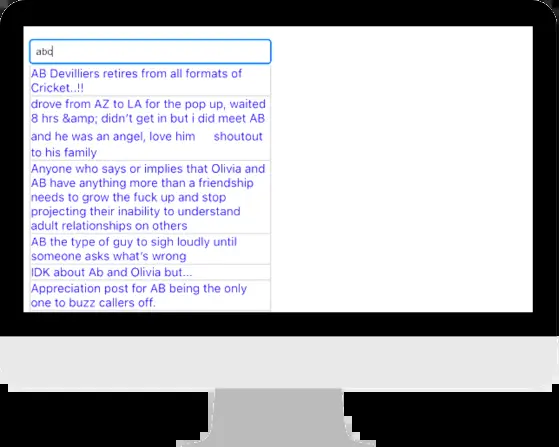 abc
AB Devilliers retires from all formats of
Cricket..!!
drove from AZ to LA for the pop up, waited
8 hrs &amp; didn't get in but i did meet AB
and he was an angel, love him shoutout
to his family
Anyone who says or implies that Olivia and
AB have anything more than a friendship
needs to grow the fuck up and stop
projecting their inability to understand
adult relationships on others
AB the type of guy to sigh loudly until
someone asks what's wrong
IDK about Ab and Olivia but...
Appreciation post for AB being the only
one to buzz callers off.